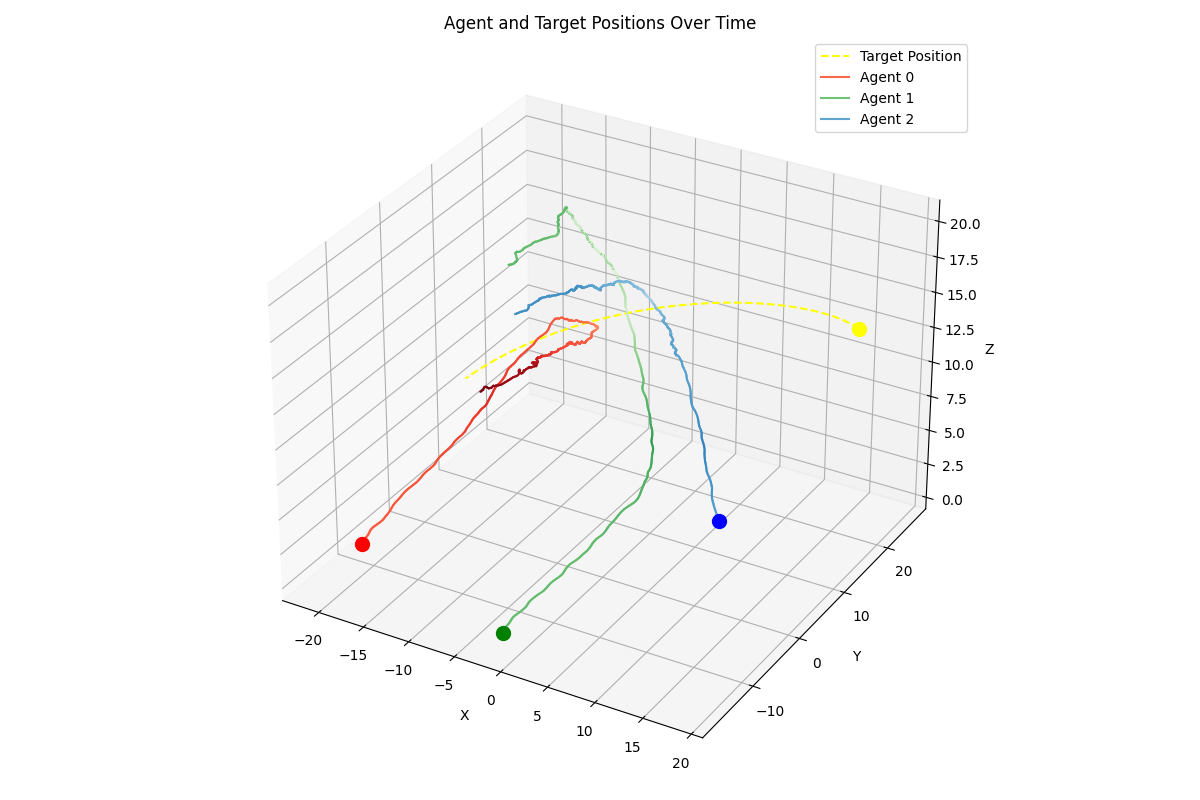 Agent and Target Positions Over Time
Target Position
Agent 0
Agent 1
Agent 2
20.0
17.5
15.0
12.5
10.0
7.5
5.0
2.5
0.0
Z
−20
−15
−10
−5
0
5
10
15
20
X
20
10
0
−10
Y